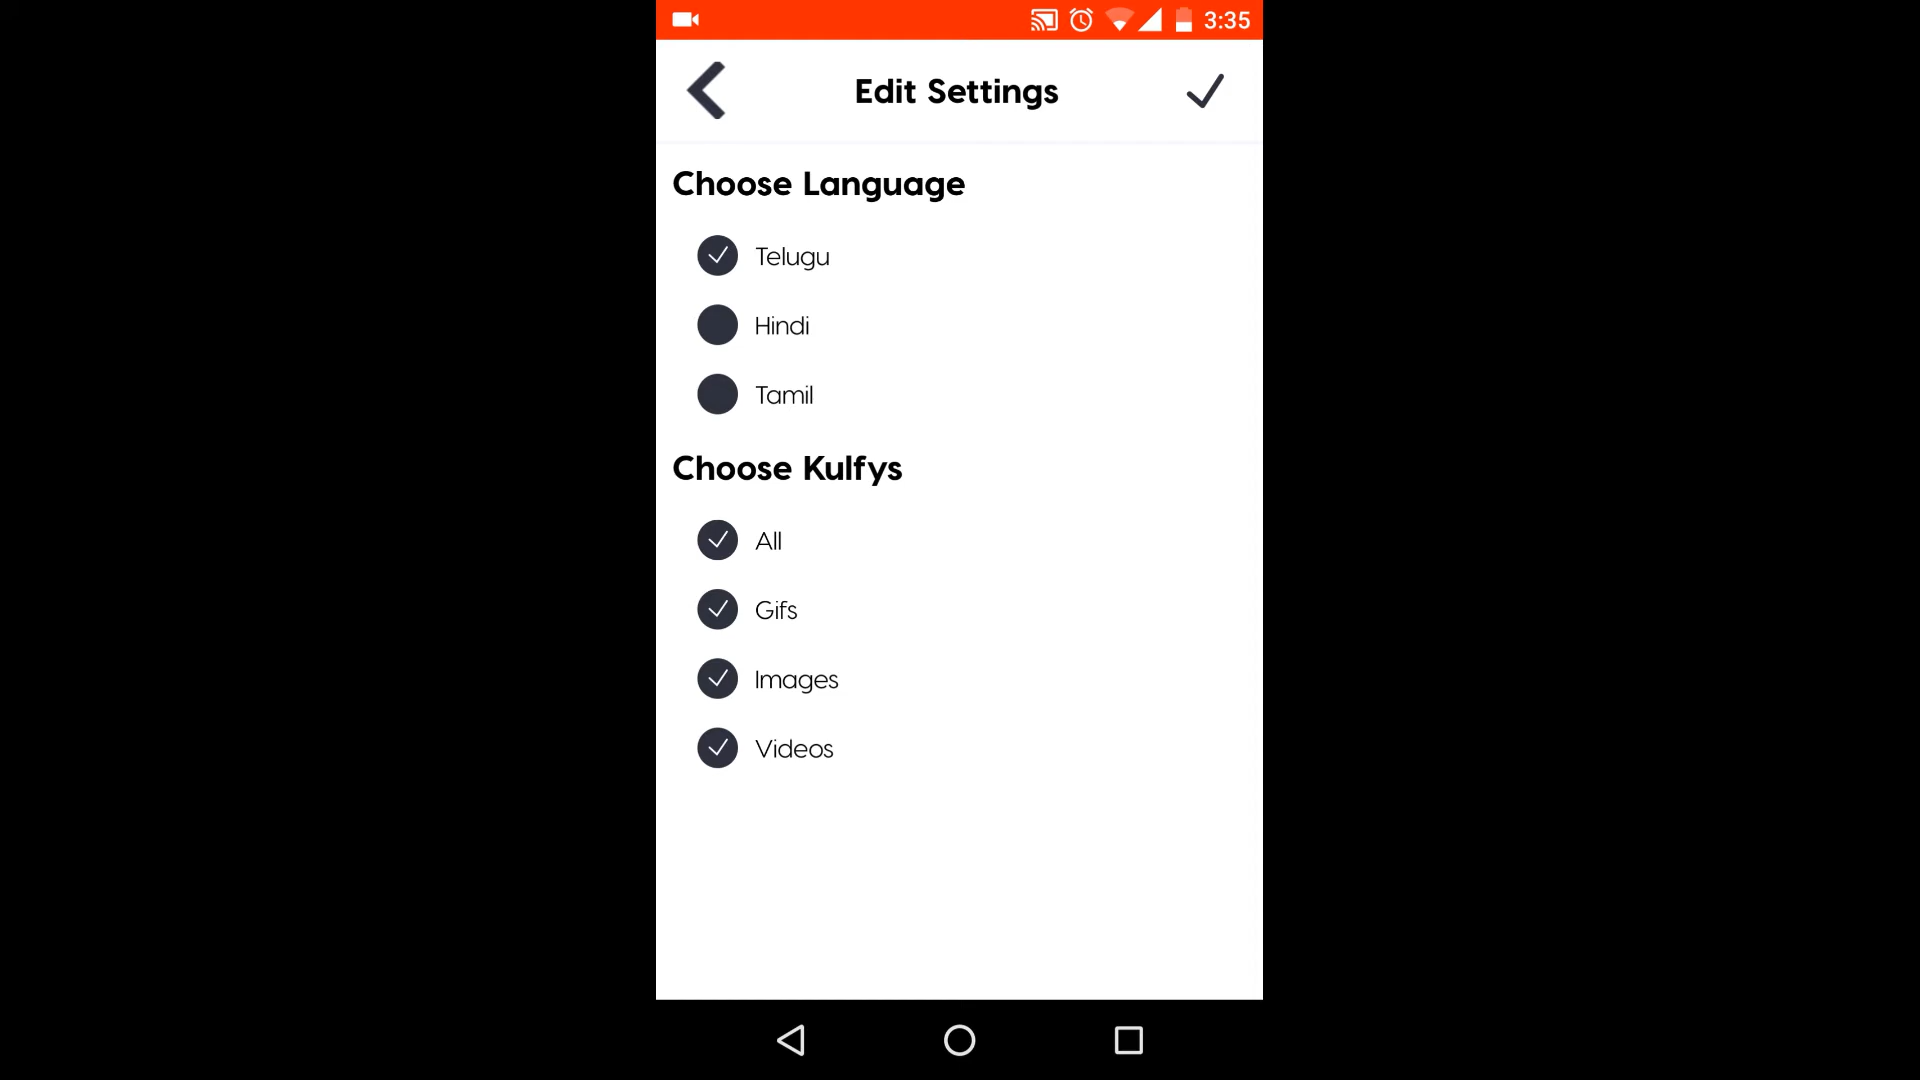 3:35
Edit Settings
Choose Language
Telugu
Hindi
Tamil
Choose Kulfys
All
Gifs
Images
Videos